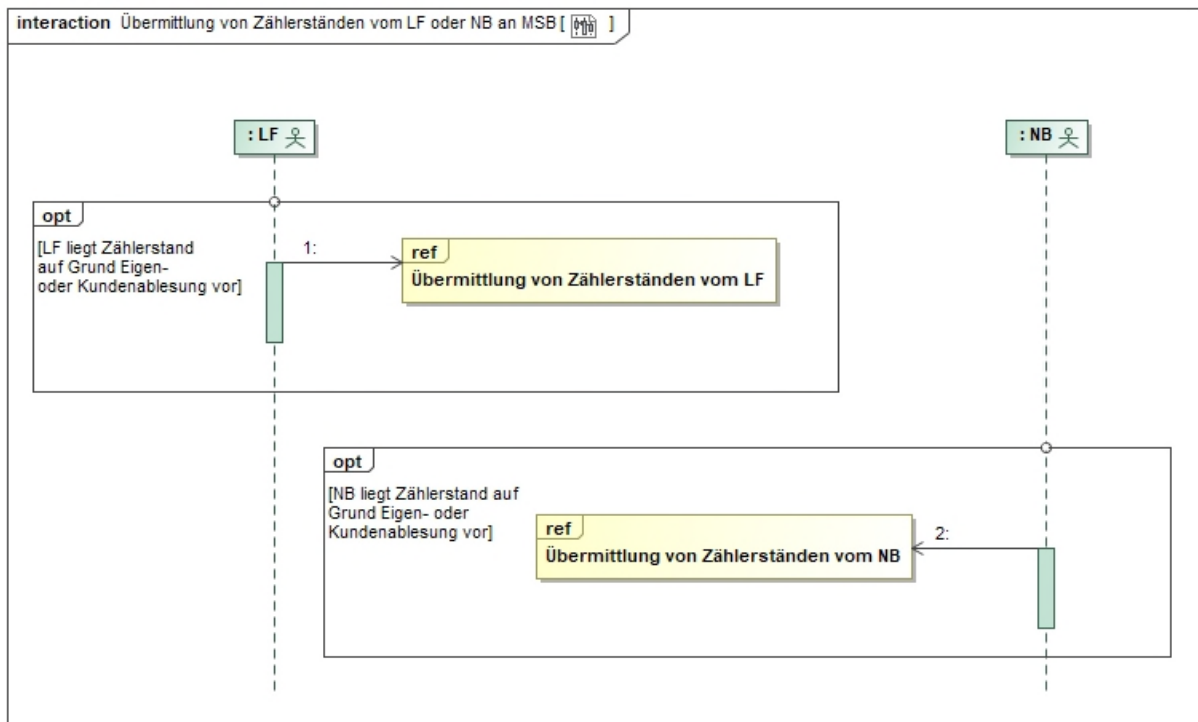 interaction Übermittlung von Zählerständen vom LF oder NB an MSB [ ]
: LF
: NB
opt
[LF liegt Zählerstand
auf Grund Eigen-
oder Kundenablesung vor]
1:
ref
Übermittlung von Zählerständen vom LF
opt
[NB liegt Zählerstand auf
Grund Eigen- oder
Kundenablesung vor]
ref
Übermittlung von Zählerständen vom NB
2: